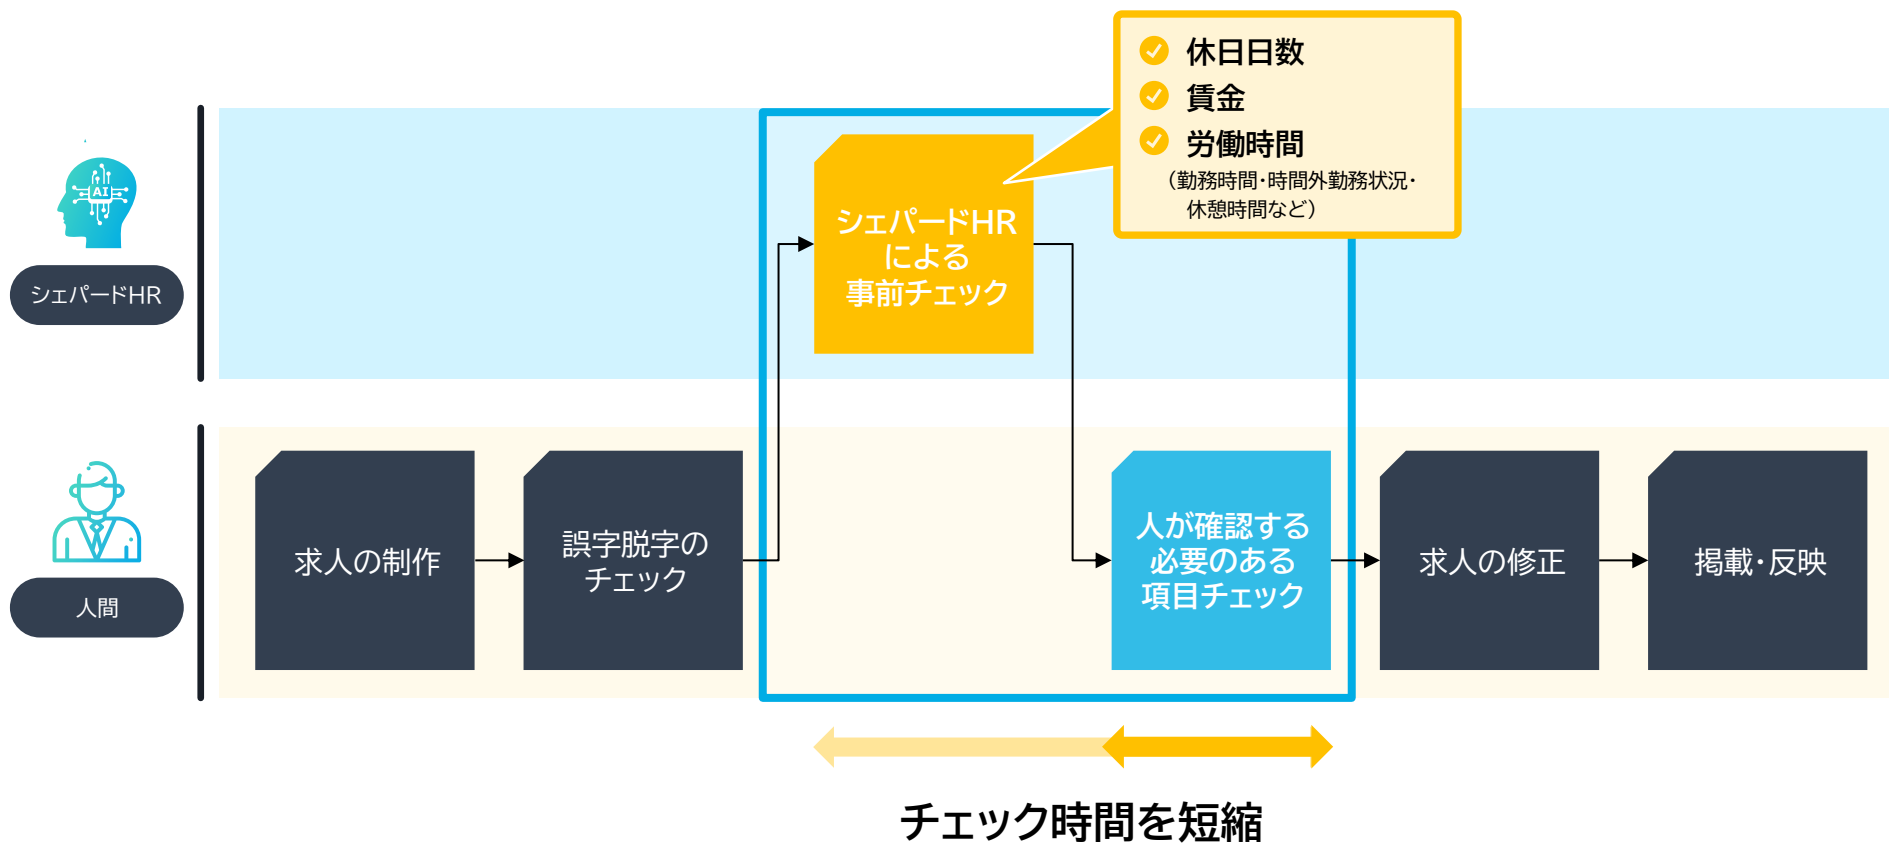 休日日数
賃金
労働時間
（勤務時間・時間外勤務状況・
休憩時間など）
AI
シェパードHR
シェパードHR
による
事前チェック
人間
求人の制作
誤字脱字の
チェック
人が確認する
必要のある
項目チェック
求人の修正
掲載・反映
チェック時間を短縮